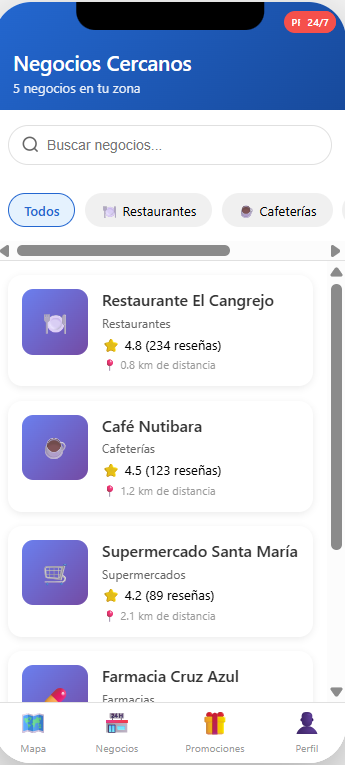 PI 24/7
Negocios Cercanos
5 negocios en tu zona
Buscar negocios...
Todos
Restaurantes
Cafeterías
Restaurante El Cangrejo
Restaurantes
4.8 (234 reseñas)
0.8 km de distancia
Café Nutibara
Cafeterías
4.5 (123 reseñas)
1.2 km de distancia
Supermercado Santa María
Supermercados
4.2 (89 reseñas)
2.1 km de distancia
Farmacia Cruz Azul
Farmacias
Mapa
Negocios
Promociones
Perfil